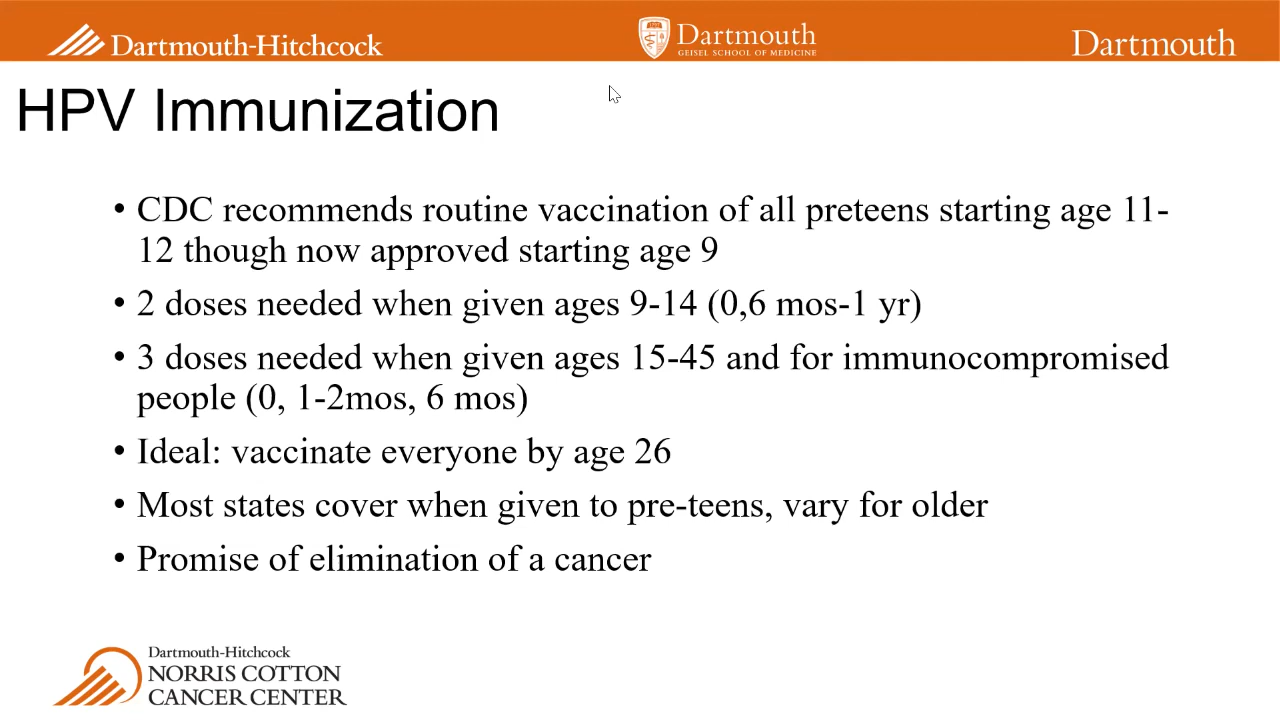 Dartmouth-Hitchcock
Dartmouth
GEISEL SCHOOL OF MEDICINE
Dartmouth
HPV Immunization
• CDC recommends routine vaccination of all preteens starting age 11-
12 though now approved starting age 9
• 2 doses needed when given ages 9-14 (0,6 mos-1 yr)
• 3 doses needed when given ages 15-45 and for immunocompromised
people (0, 1-2mos, 6 mos)
• Ideal: vaccinate everyone by age 26
• Most states cover when given to pre-teens, vary for older
• Promise of elimination of a cancer
Dartmouth-Hitchcock
NORRIS COTTON
CANCER CENTER